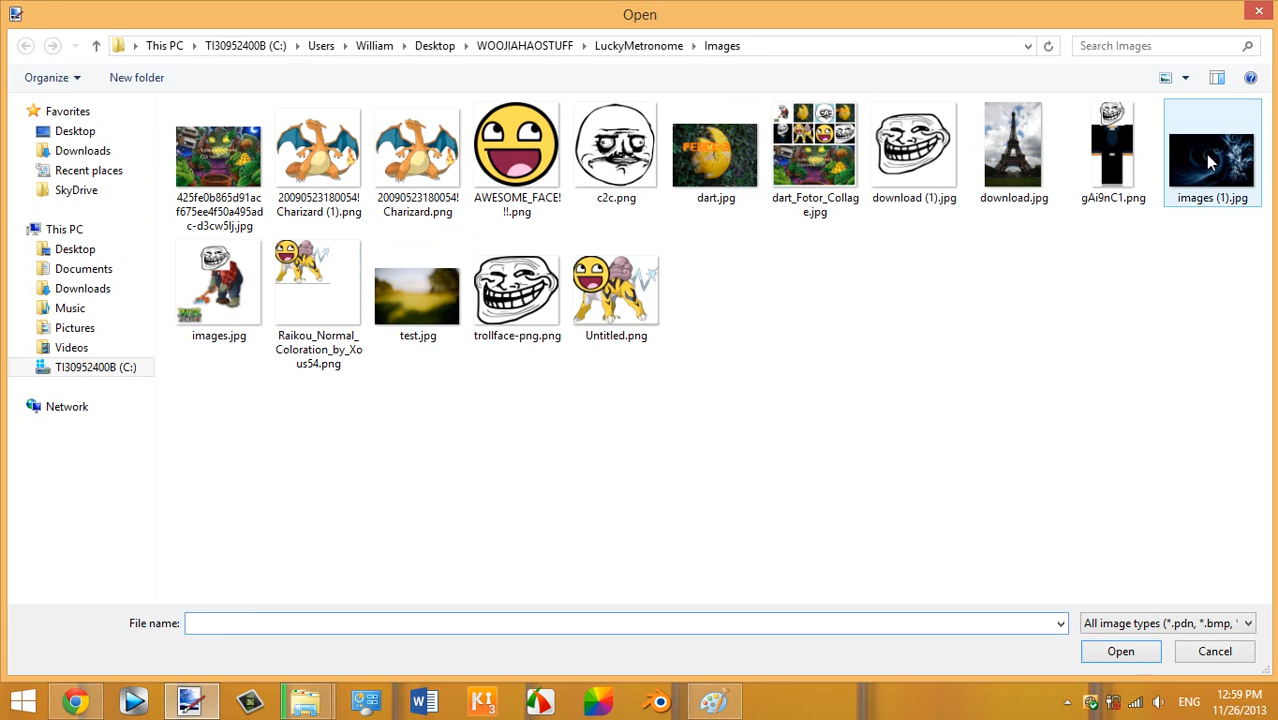 Open
This PC
TI30952400B (C:)
Users
William
Desktop
WOOJIAHAOSTUFF
LuckyMetronome
Images
Search Images
Organize
New folder
Favorites
Desktop
Downloads
Recent places
SkyDrive
This PC
Desktop
Documents
Downloads
Music
Pictures
Videos
TI30952400B (C:)
Network
425fe0b365d91ac
f675ee4f50a495ad
c-d3cw5lj.jpg
20090523180054!
Charizard (1).png
20090523180054!
Charizard.png
AWESOME_FACE!
!!.png
c2c.png
dart.jpg
dart_Fotor_Collag
e.jpg
download (1).jpg
download.jpg
gAi9nC1.png
images (1).jpg
images.jpg
Raikou_Normal_
Coloration_by_Xo
us54.png
test.jpg
trollface-png.png
Untitled.png
File name:
All image types (*.pdn, *.bmp, '
Open
Cancel
W
K1
3
ENG
12:59 PM
11/26/2013